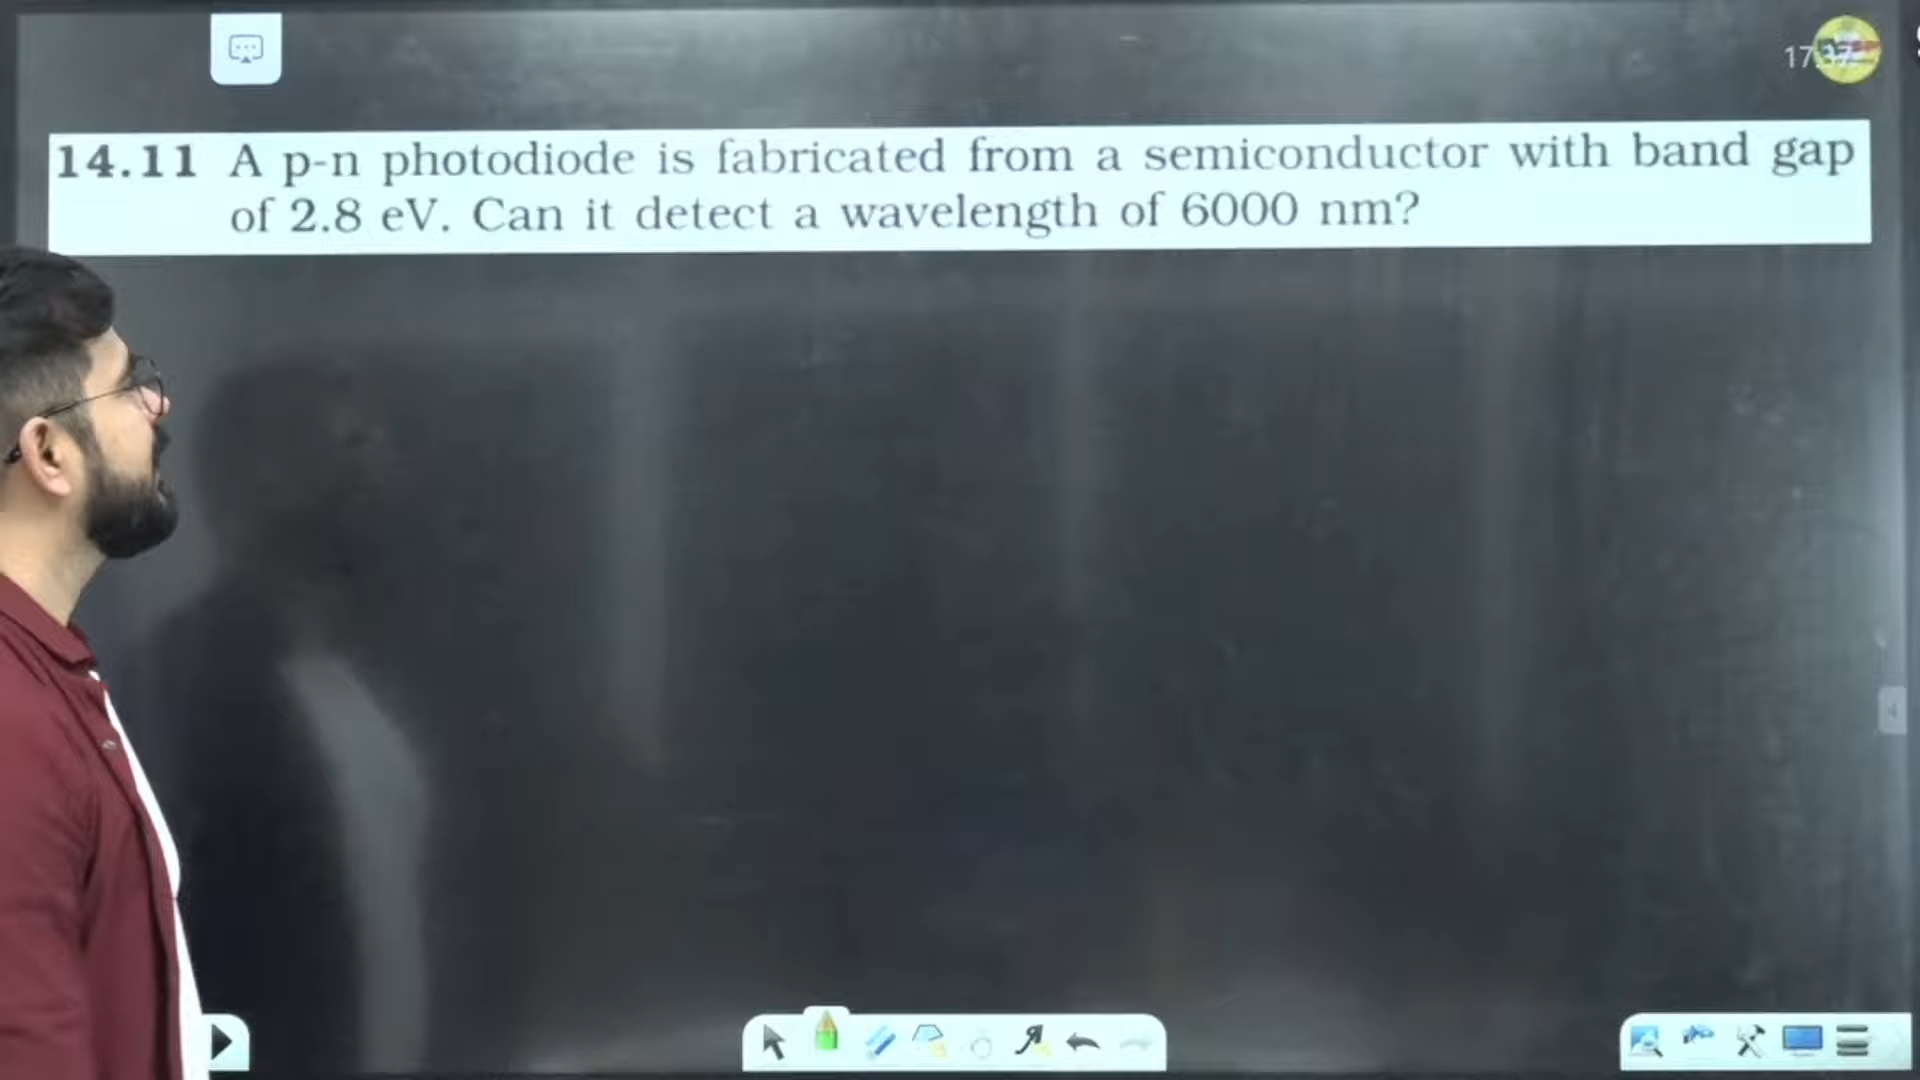 14.11 A p-n photodiode is fabricated from a semiconductor with band gap
of 2.8 eV. Can it detect a wavelength of 6000 nm?